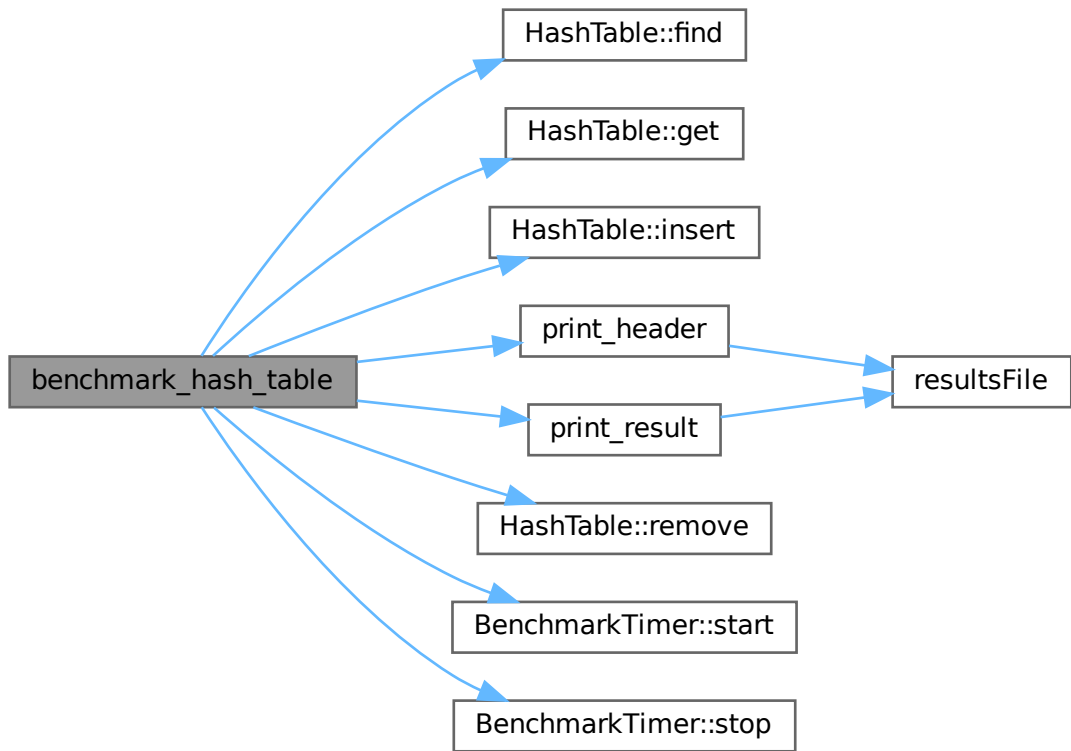 HashTable::find
HashTable::get
HashTable::insert
print_header
benchmark_hash_table
resultsFile
print_result
HashTable::remove
BenchmarkTimer::start
BenchmarkTimer::stop